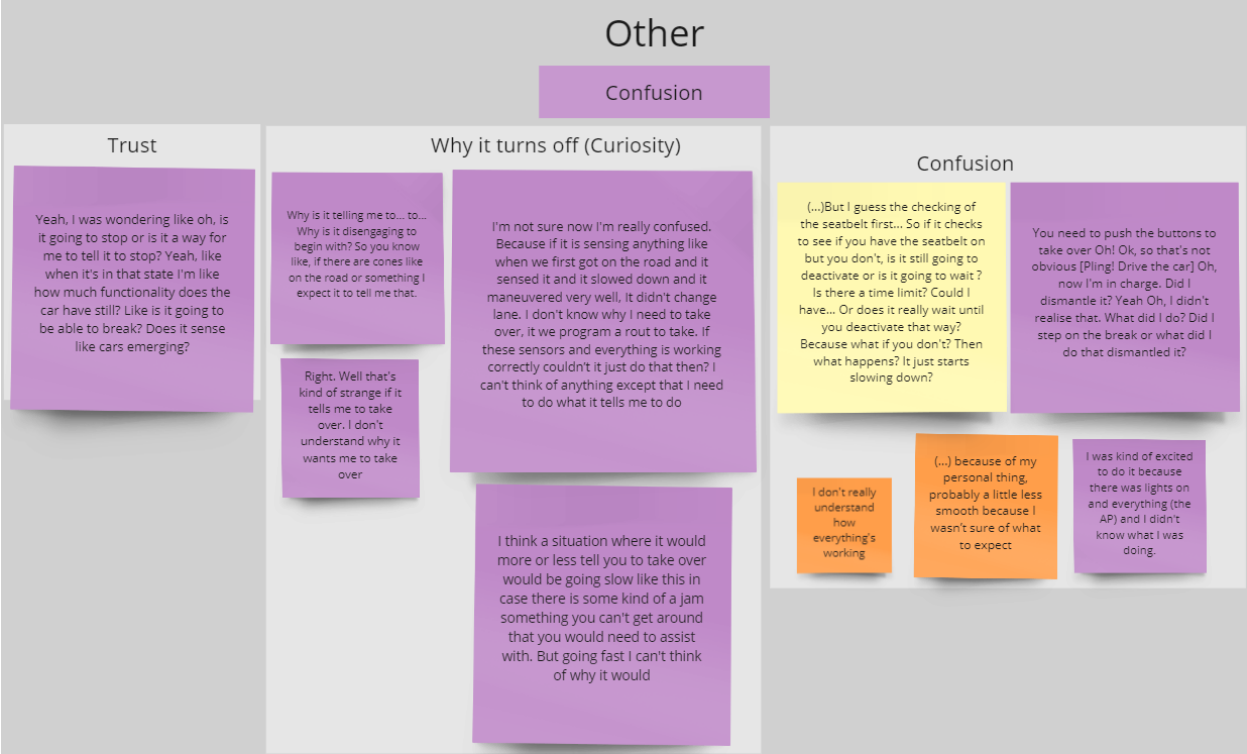 Other
Confusion
Trust
Yeah, I was wondering like oh, is
it going to stop or is it a way for
me to tell it to stop? Yeah, like
when it's in that state I'm like
how much functionality does the
car have still? Like is it going to
be able to break? Does it sense
like cars emerging?
Why it turns off (Curiosity)
Why is it telling me to... to...
Why is it disengaging to
begin with? So you know
like, if there are cones like
on the road or something I
expect it to tell me that.
I'm not sure now I'm really confused.
Because if it is sensing anything like
when we first got on the road and it
sensed it and it slowed down and it
maneuvered very well, It didn't change
lane. I don't know why I need to take
over, it we program a rout to take. If
these sensors and everything is working
correctly couldn't it just do that then? I
can't think of anything except that I need
to do what it tells me to do
Right. Well that's
kind of strange if it
tells me to take
over. I don't
understand why it
wants me to take
over
I think a situation where it would
more or less tell you to take over
would be going slow like this in
case there is some kind of a jam
something you can't get around
that you would need to assist
with. But going fast I can't think
of why it would
Confusion
(...)But I guess the checking of
the seatbelt first... So if it checks
to see if you have the seatbelt on
but you don't, is it still going to
deactivate or is it going to wait ?
Is there a time limit? Could I
have... Or does it really wait until
you deactivate that way?
Because what if you don't? Then
what happens? It just starts
slowing down?
You need to push the buttons to
take over Oh! Ok, so that's not
obvious [Pling! Drive the car] Oh,
now I'm in charge. Did I
dismantle it? Yeah Oh, I didn't
realise that. What did I do? Did I
step on the break or what did I
do that dismantled it?
I don't really
understand
how
everything's
working
(...) because of my
personal thing,
probably a little less
smooth because I
wasn't sure of what
to expect
I was kind of excited
to do it because
there was lights on
and everything (the
AP) and I didn't
know what I was
doing.